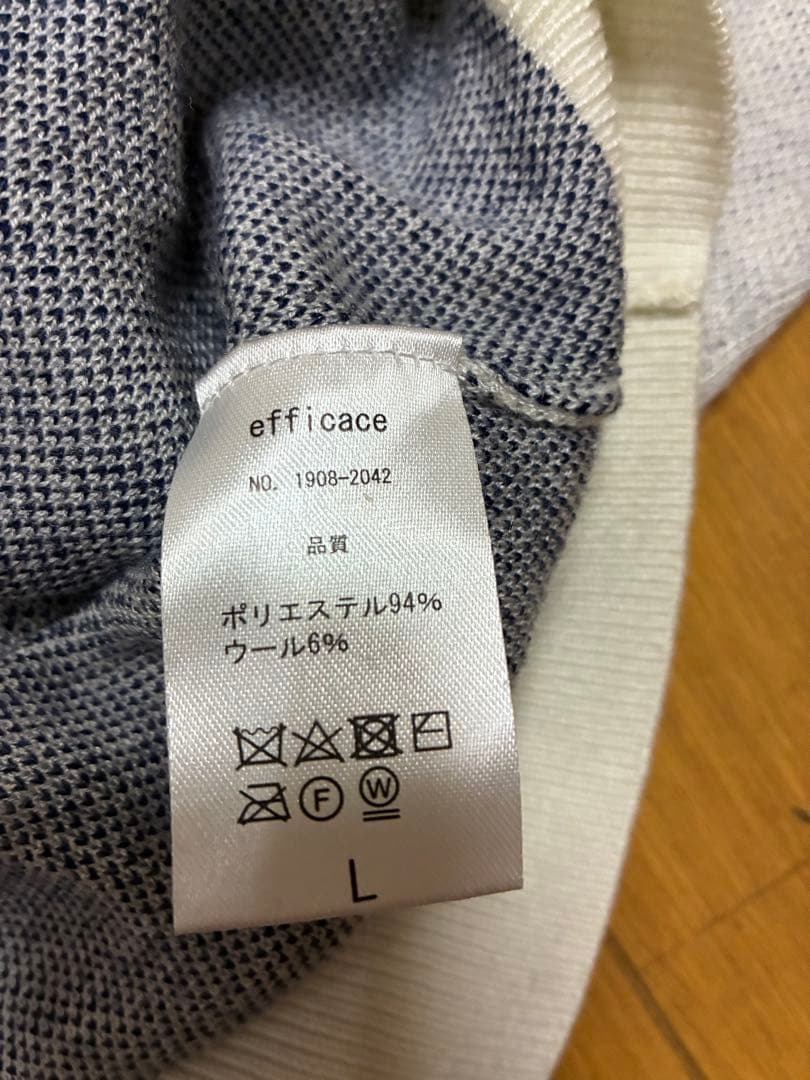 efficace
NO. 1908-2042
品質
ポリエステル94%
ウール6%
F W
L